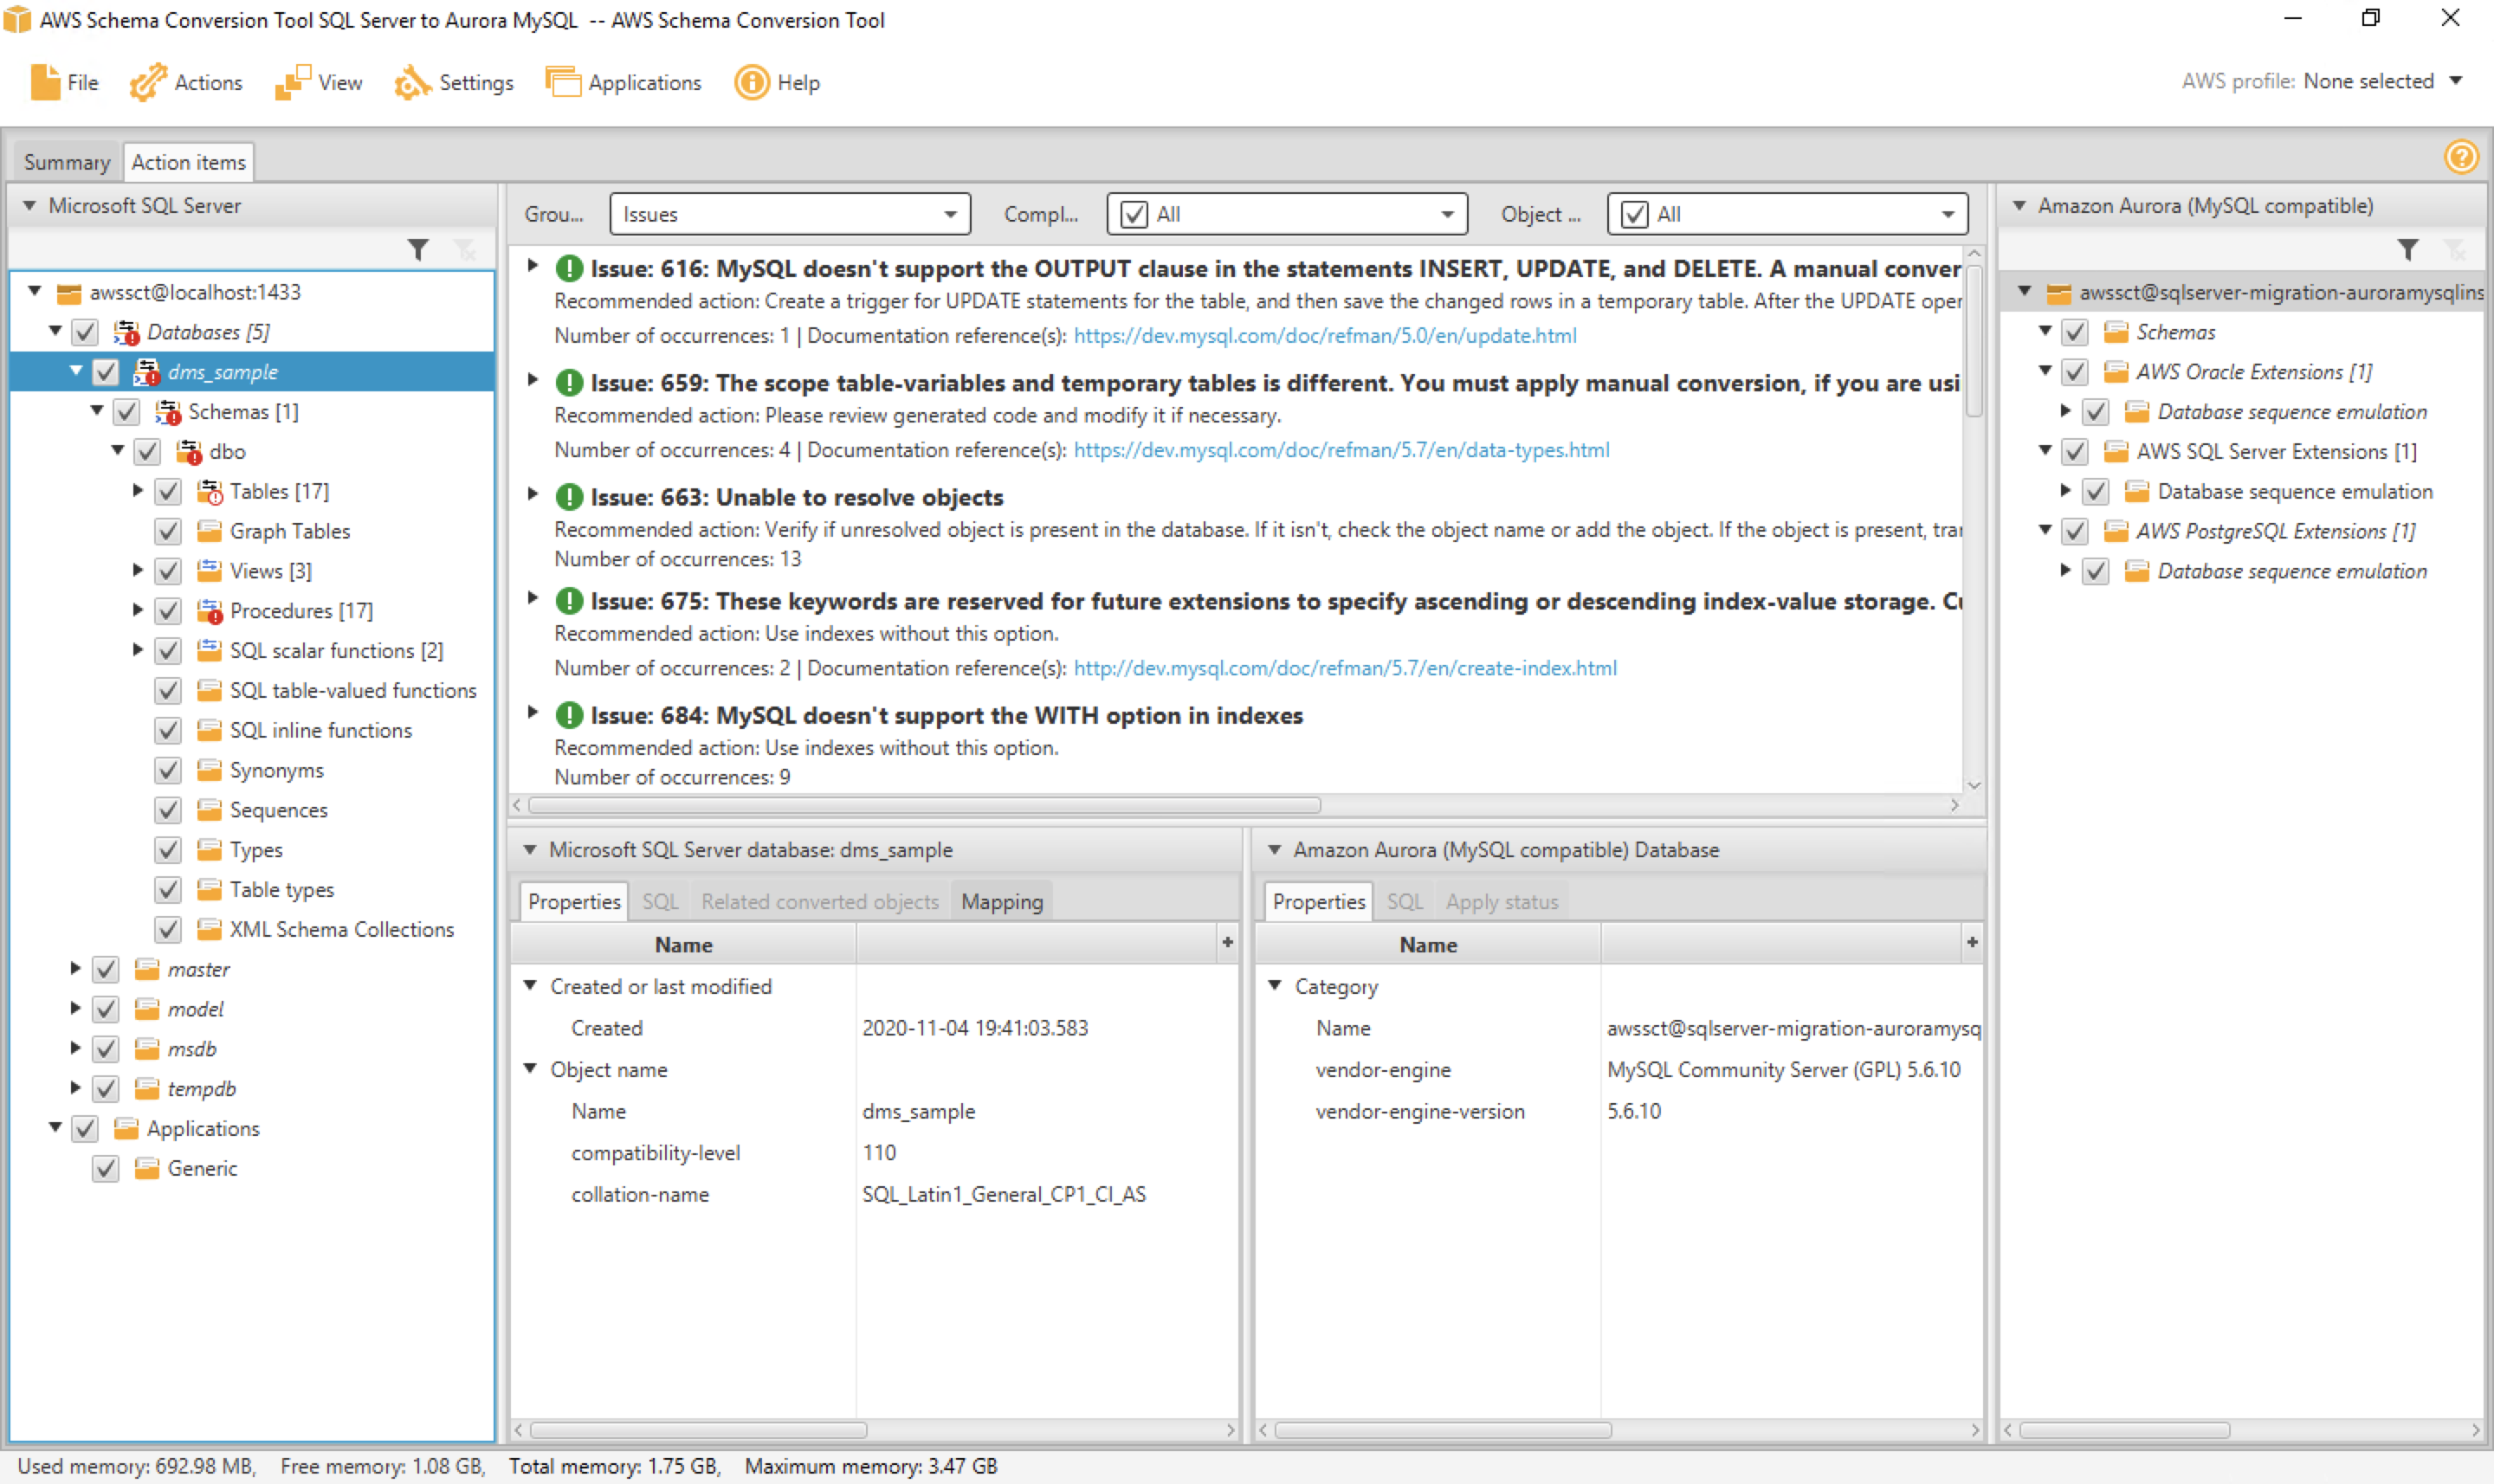 AWS Schema Conversion Tool SQL Server to Aurora MySQL -- AWS Schema Conversion Tool
File Actions View Settings Applications Help
AWS profile: None selected
Summary Action items
Microsoft SQL Server
awssct@localhost:1433
Databases [5]
dms_sample
Schemas [1]
dbo
Tables [17]
Graph Tables
Views [3]
Procedures [17]
SQL scalar functions [2]
SQL table-valued functions
SQL inline functions
Synonyms
Sequences
Types
Table types
XML Schema Collections
master
model
msdb
tempdb
Applications
Generic
Grou... Issues Compl... All Object ... All
Issue: 616: MySQL doesn't support the OUTPUT clause in the statements INSERT, UPDATE, and DELETE. A manual conver
Recommended action: Create a trigger for UPDATE statements for the table, and then save the changed rows in a temporary table. After the UPDATE oper
Number of occurrences: 1 | Documentation reference(s): https://dev.mysql.com/doc/refman/5.0/en/update.html
Issue: 659: The scope table-variables and temporary tables is different. You must apply manual conversion, if you are usi
Recommended action: Please review generated code and modify it if necessary.
Number of occurrences: 4 | Documentation reference(s): https://dev.mysql.com/doc/refman/5.7/en/data-types.html
Issue: 663: Unable to resolve objects
Recommended action: Verify if unresolved object is present in the database. If it isn't, check the object name or add the object. If the object is present, tra
Number of occurrences: 13
Issue: 675: These keywords are reserved for future extensions to specify ascending or descending index-value storage. Cu
Recommended action: Use indexes without this option.
Number of occurrences: 2 | Documentation reference(s): http://dev.mysql.com/doc/refman/5.7/en/create-index.html
Issue: 684: MySQL doesn't support the WITH option in indexes
Recommended action: Use indexes without this option.
Number of occurrences: 9
Microsoft SQL Server database: dms_sample
Properties SQL Related converted objects Mapping
Name
Created or last modified
Created 2020-11-04 19:41:03.583
Object name
Name dms_sample
compatibility-level 110
collation-name SQL_Latin1_General_CP1_CI_AS
Amazon Aurora (MySQL compatible) Database
Properties SQL Apply status
Name
Category
Name awssct@sqlserver-migration-auroramysq
vendor-engine MySQL Community Server (GPL) 5.6.10
vendor-engine-version 5.6.10
Amazon Aurora (MySQL compatible)
awssct@sqlserver-migration-auroramysqlins
Schemas
AWS Oracle Extensions [1]
Database sequence emulation
AWS SQL Server Extensions [1]
Database sequence emulation
AWS PostgreSQL Extensions [1]
Database sequence emulation
Used memory: 692.98 MB, Free memory: 1.08 GB, Total memory: 1.75 GB, Maximum memory: 3.47 GB